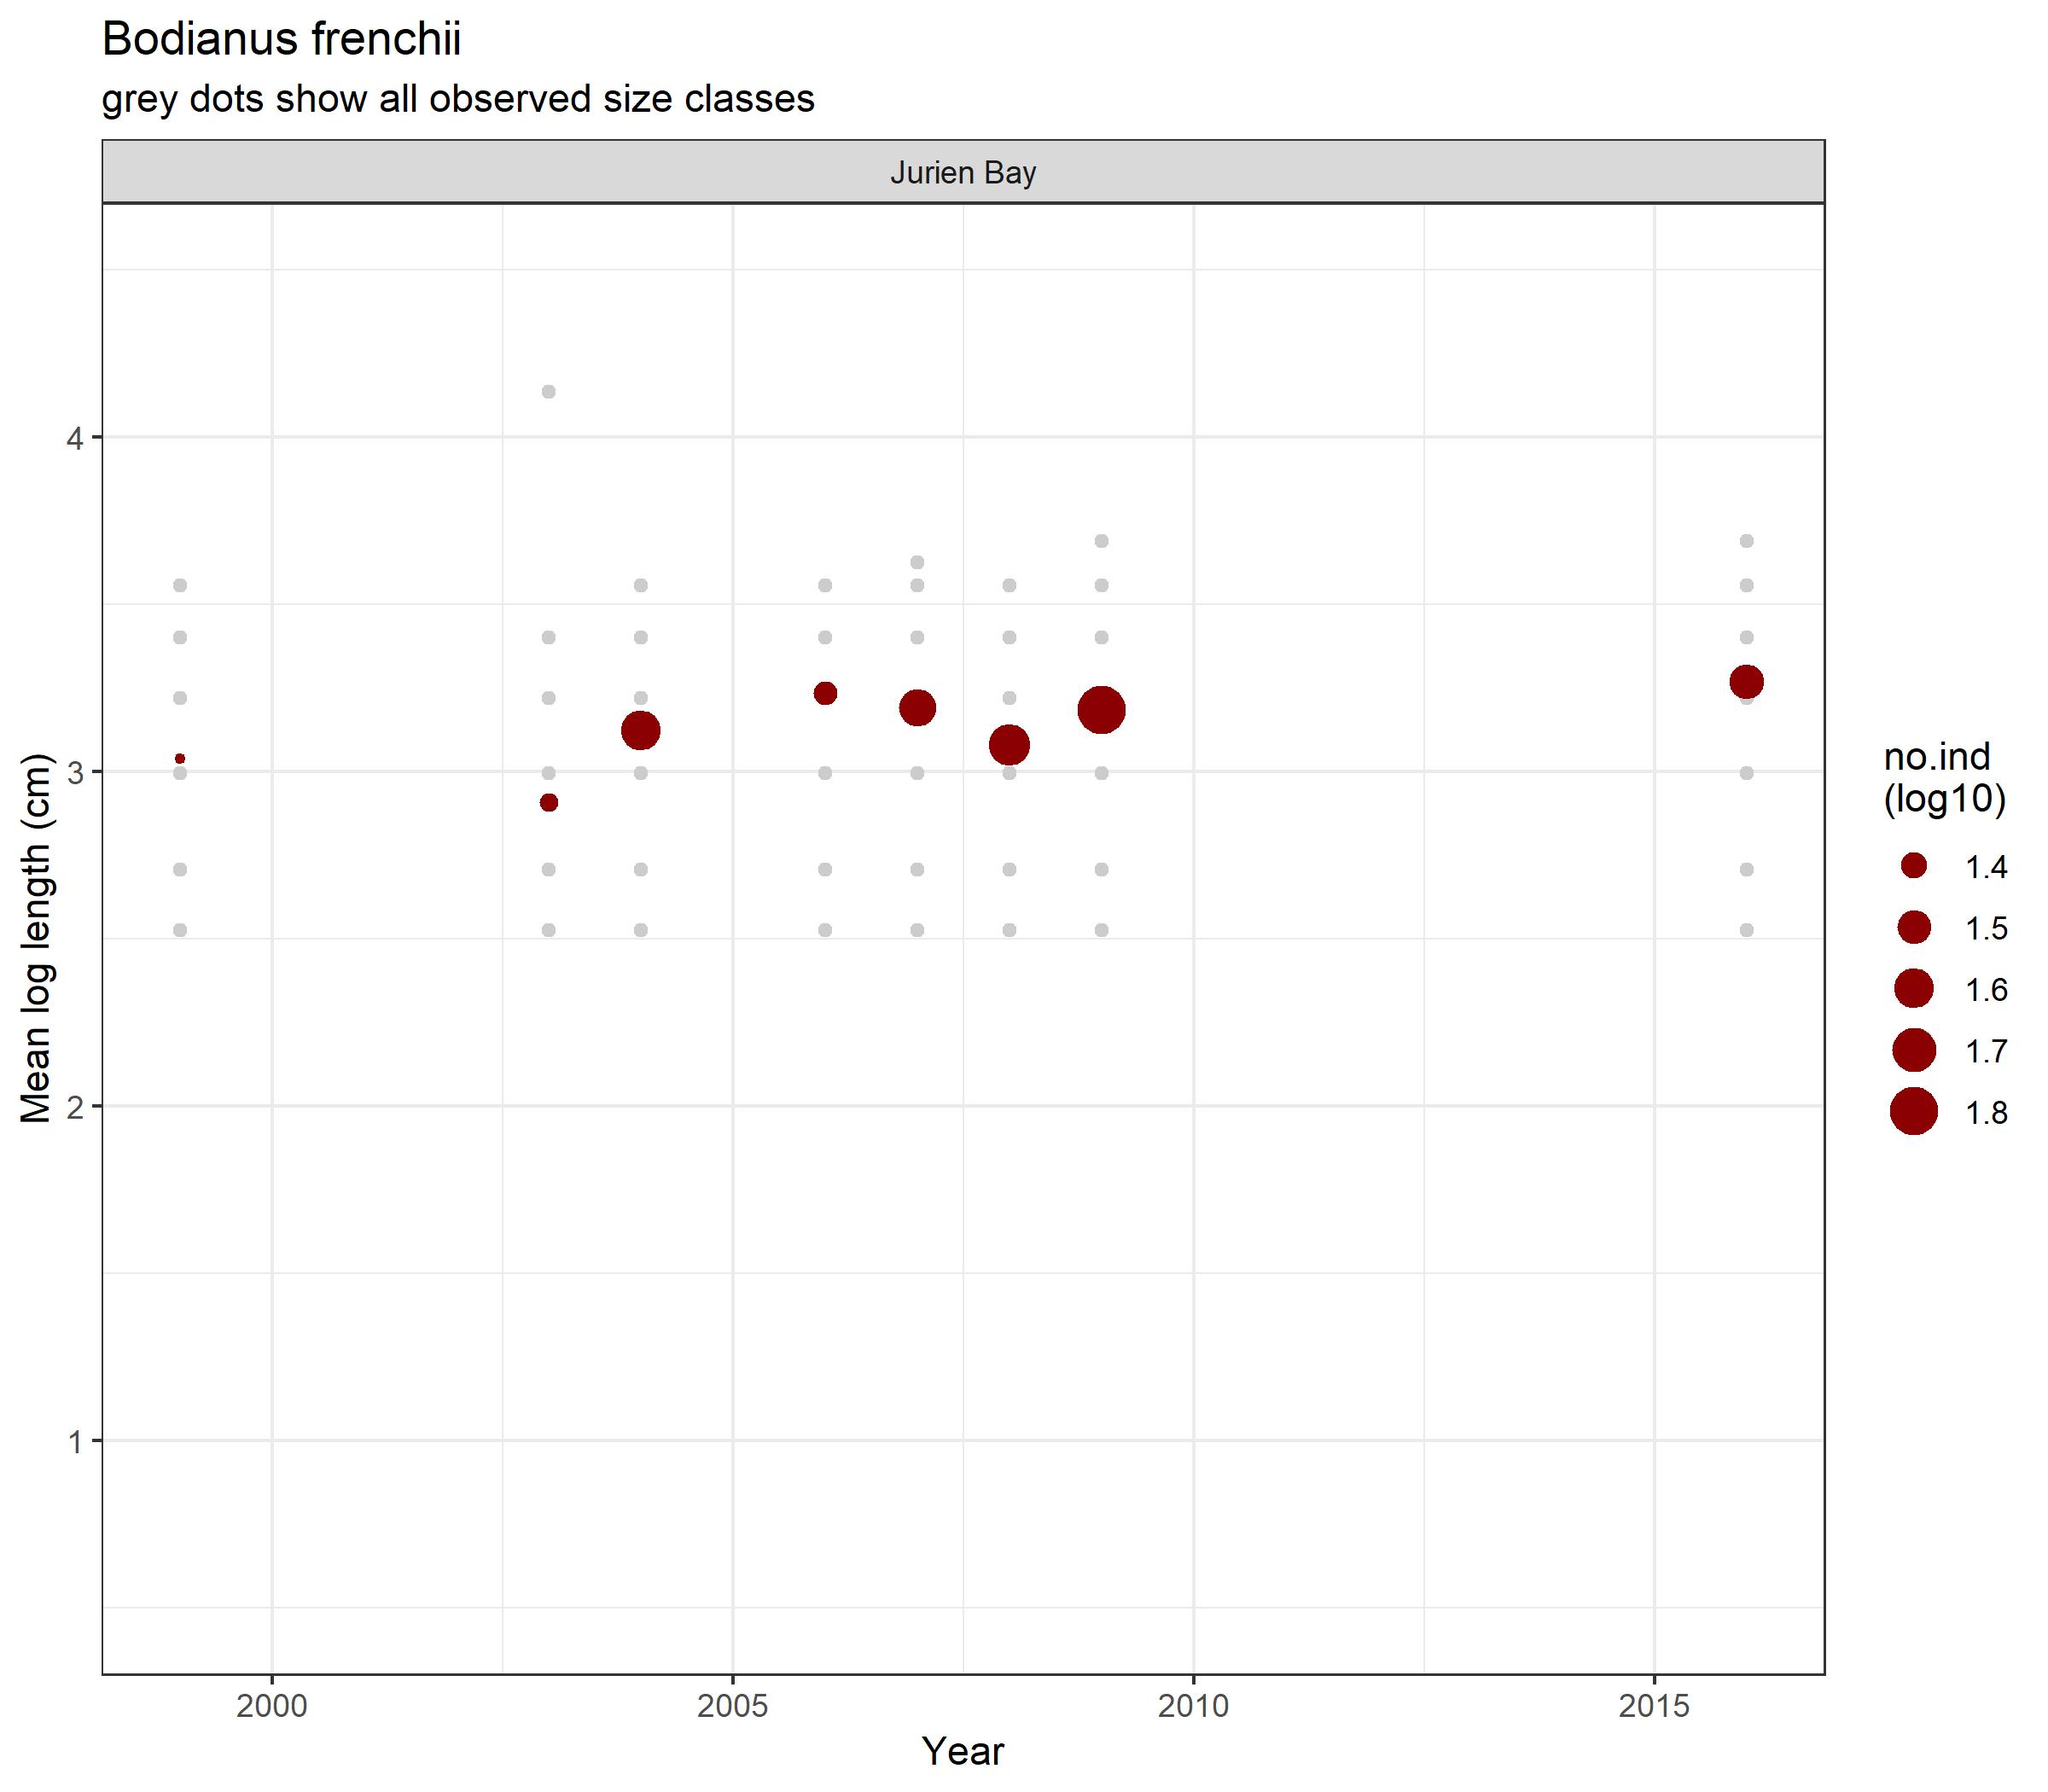 Bodianus frenchii
grey dots show all observed size classes
Jurien Bay
4
3
2
1
Mean log length (cm)
2000
2005
2010
2015
Year
no.ind
(log10)
1.4
1.5
1.6
1.7
1.8